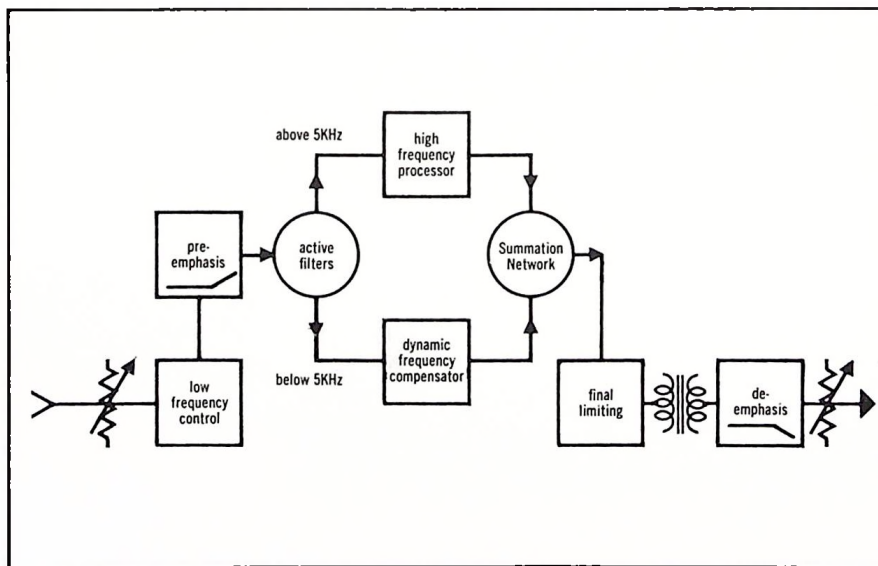 above 5KHz
high
frequency
processor
pre-
emphasis
active
filters
Summation
Network
dynamic
frequency
compensator
below 5KHz
low
frequency
control
final
limiting
de-
emphasis